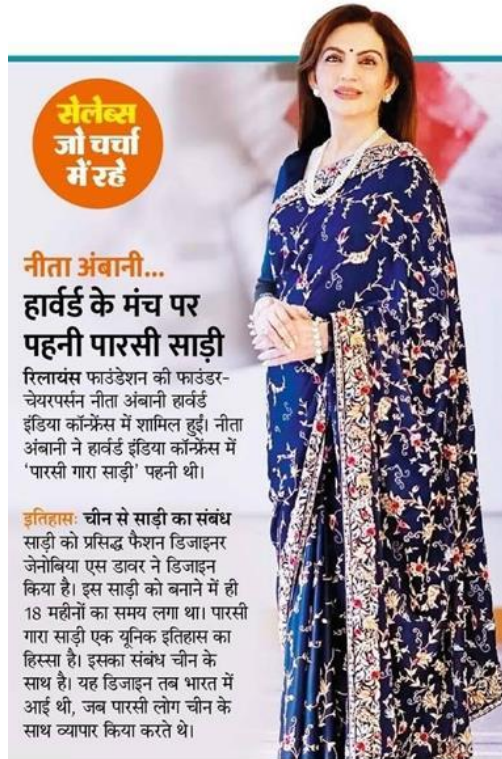 सेलेब्स
जो चर्चा
में रहे
नीता अंबानी...
हार्वर्ड के मंच पर
पहनी पारसी साड़ी
रिलायंस फाउंडेशन की फाउंडर-
चेयरपर्सन नीता अंबानी हार्वर्ड
इंडिया कॉन्फ्रेंस में शामिल हुईं। नीता
अंबानी ने हार्वर्ड इंडिया कॉन्फ्रेंस में
'पारसी गारा साड़ी' पहनी थी।
इतिहासः चीन से साड़ी का संबंध
साड़ी को प्रसिद्ध फैशन डिजाइनर
जेनोबिया एस डावर ने डिजाइन
किया है। इस साड़ी को बनाने में ही
18 महीनों का समय लगा था। पारसी
गारा साड़ी एक यूनिक इतिहास का
हिस्सा है। इसका संबंध चीन के
साथ है। यह डिजाइन तब भारत में
आई थी, जब पारसी लोग चीन के
साथ व्यापार किया करते थे।